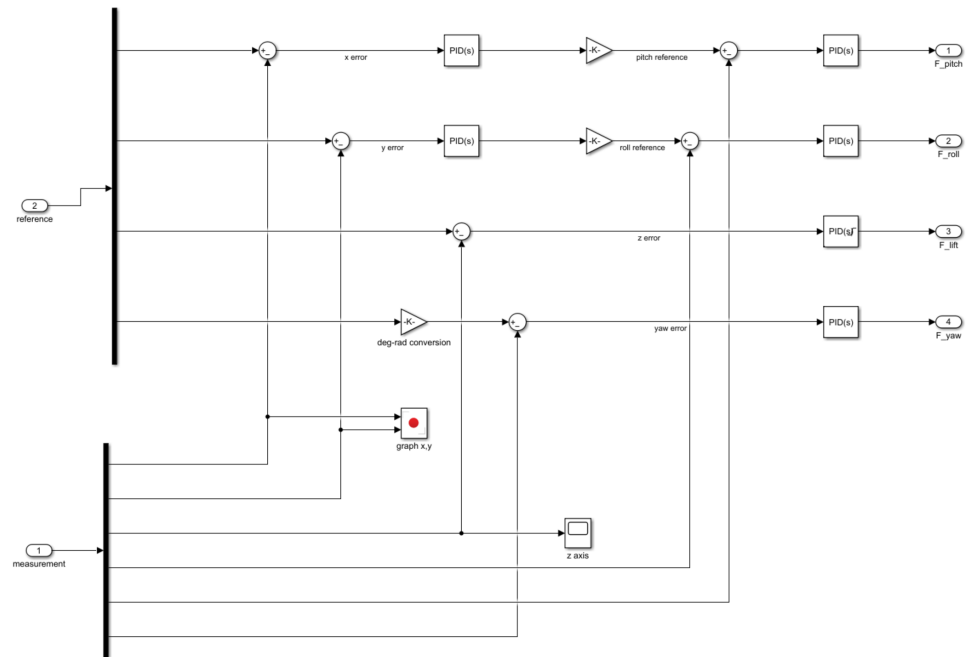 +_
x error
PID(s)
-K-
pitch reference
+_
PID(s)
1
F_pitch
+_
y error
PID(s)
-K-
roll reference
+_
PID(s)
2
F_roll
2
reference
+_
z error
PID(s)
3
F_lift
-K-
deg-rad conversion
+_
yaw error
PID(s)
4
F_yaw
graph x,y
z axis
1
measurement